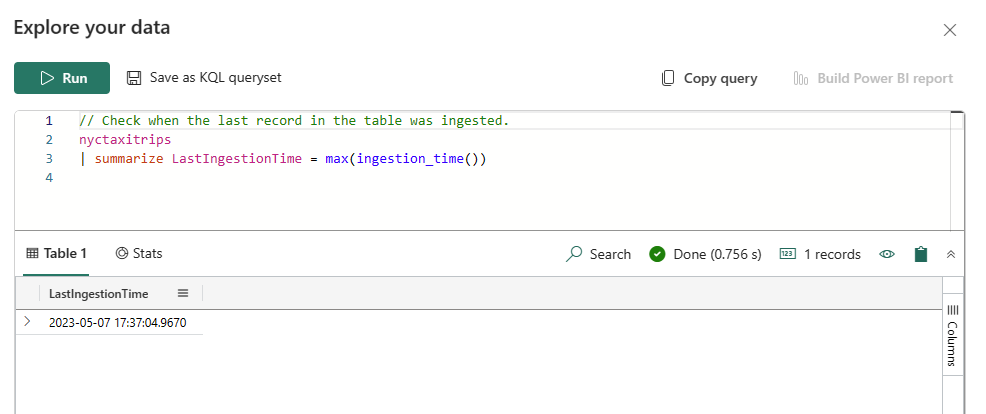 Explore your data
Run
Save as KQL queryset
Copy query
Build Power BI report
1 // Check when the last record in the table was ingested.
2 nyctaxitrips
3 | summarize LastIngestionTime = max(ingestion_time())
4
Table 1
Stats
Search
Done (0.756 s)
123
1 records
LastIngestionTime
2023-05-07 17:37:04.9670
Columns